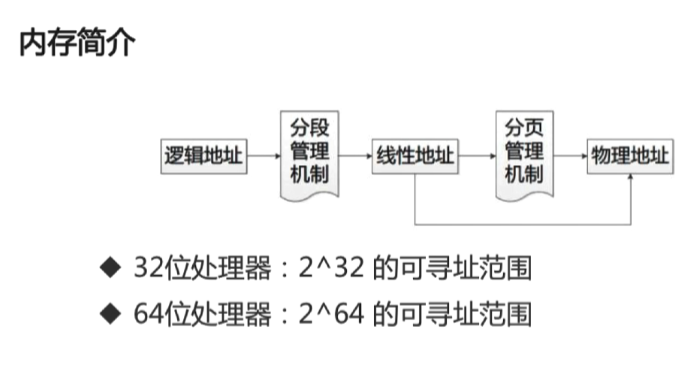 内存简介
逻辑地址
分段
管理
机制
线性地址
分页
管理
机制
物理地址
◆ 32位处理器：2^32 的可寻址范围
◆ 64位处理器：2^64 的可寻址范围